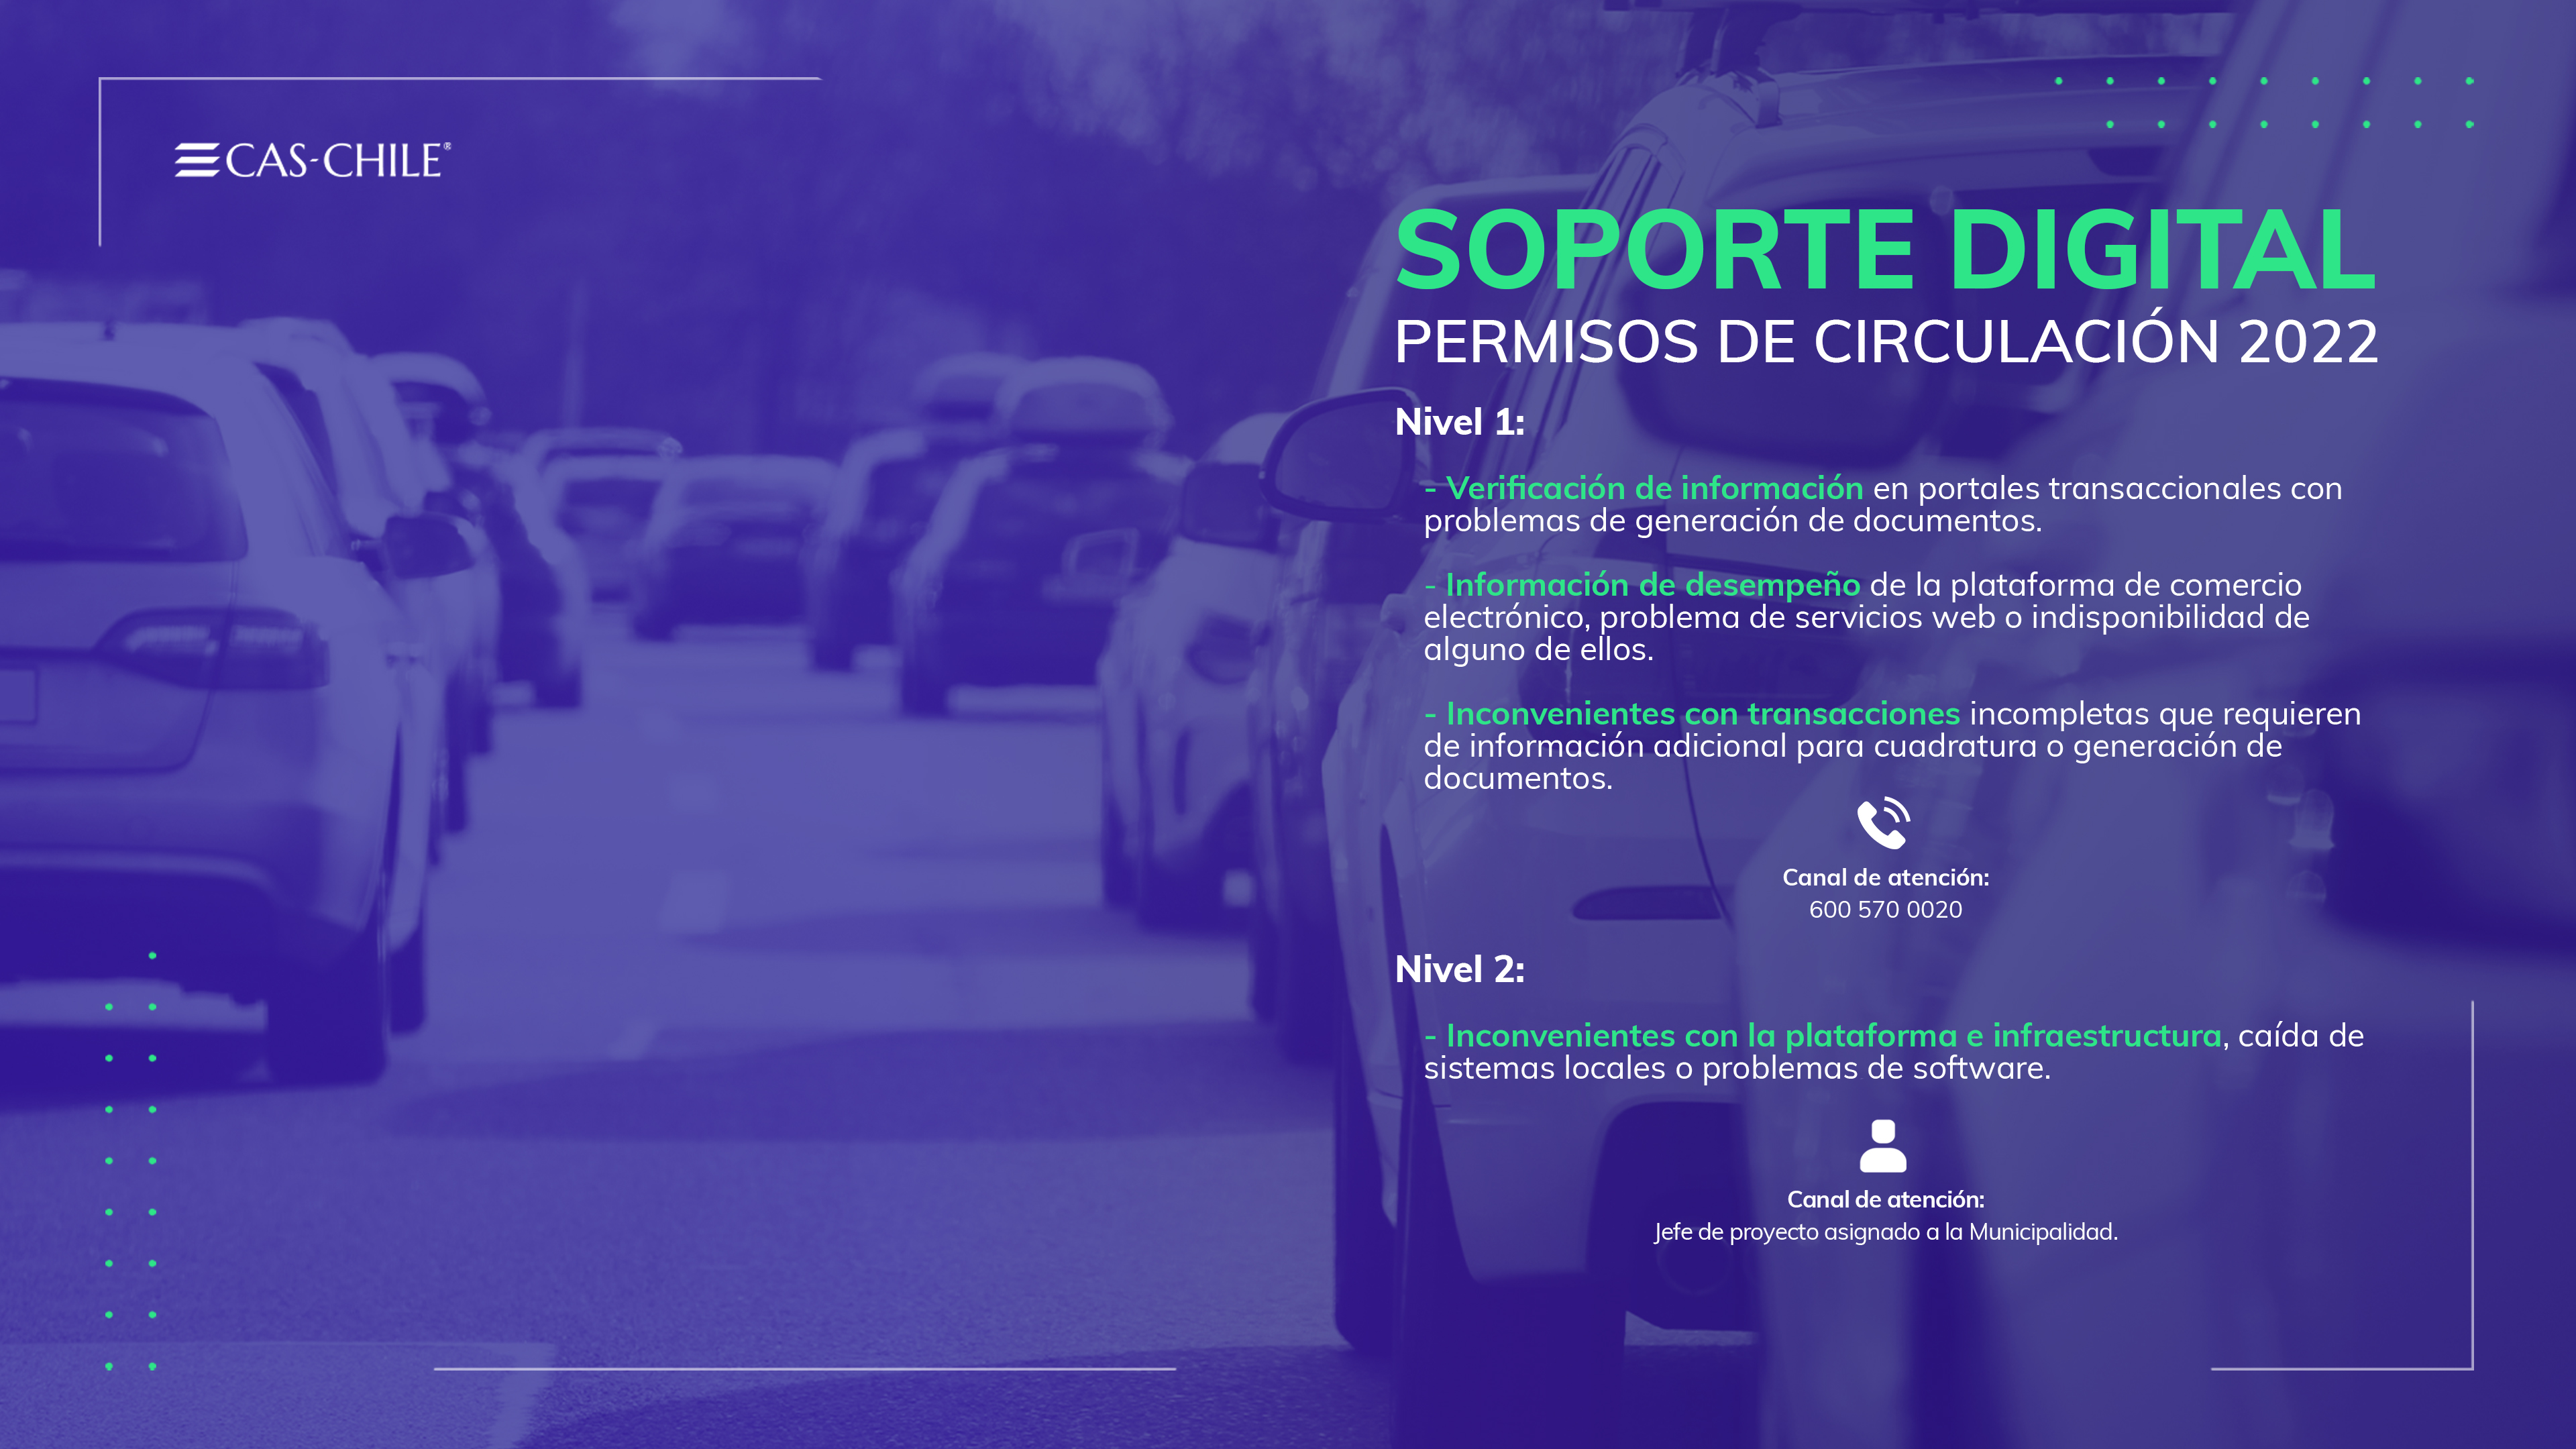 CAS-CHILE®
SOPORTE DIGITAL
PERMISOS DE CIRCULACIÓN 2022
Nivel 1:
- Verificación de información en portales transaccionales con
problemas de generación de documentos.
- Información de desempeño de la plataforma de comercio
electrónico, problema de servicios web o indisponibilidad de
alguno de ellos.
- Inconvenientes con transacciones incompletas que requieren
de información adicional para cuadratura o generación de
documentos.
Canal de atención:
600 570 0020
Nivel 2:
- Inconvenientes con la plataforma e infraestructura, caída de
sistemas locales o problemas de software.
Canal de atención:
Jefe de proyecto asignado a la Municipalidad.